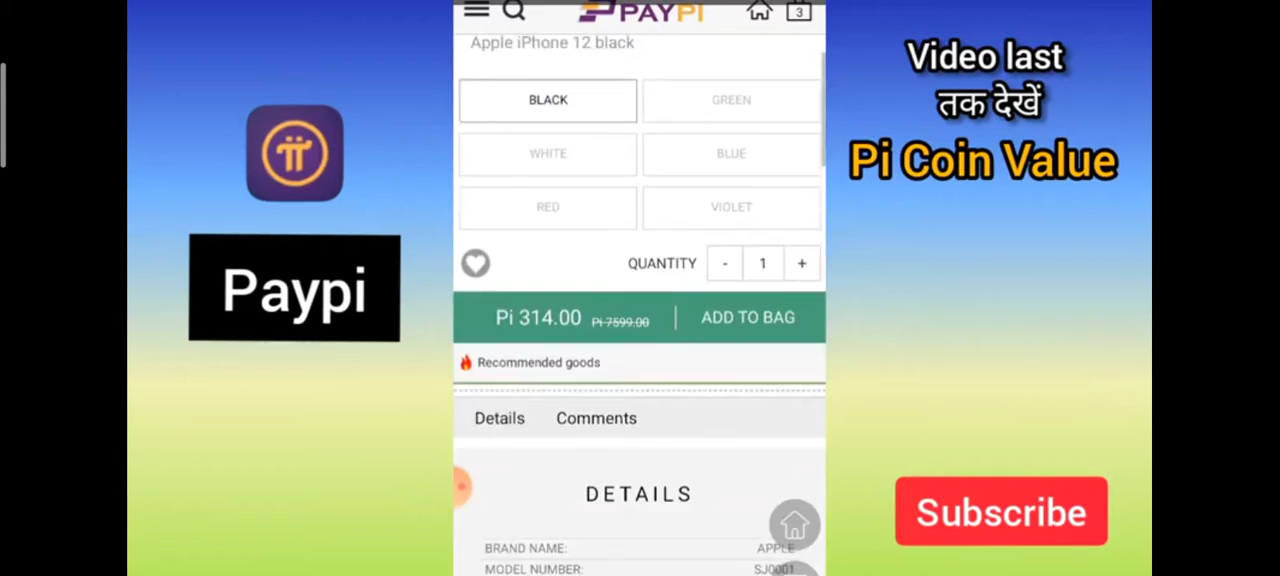 PAYPI
3
Apple iPhone 12 black
BLACK
GREEN
WHITE
BLUE
RED
VIOLET
QUANTITY - 1 +
Pi 314.00 Pi 7599.00 ADD TO BAG
Recommended goods
Details Comments
DETAILS
BRAND NAME: APPLE
MODEL NUMBER: SJ0001
Paypi
Video last
तक देखें
Pi Coin Value
Subscribe